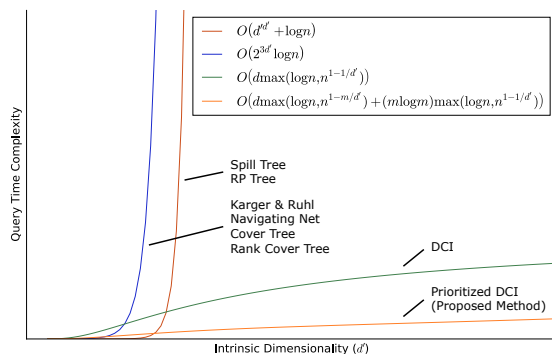 O(d′^d′ + logn)
O(2^3d′ logn)
O(dmax(logn,n^1−1/d′))
O(dmax(logn,n^1−m/d′)+(mlogm)max(logn,n^1−1/d′))
Query Time Complexity
Spill Tree
RP Tree
Karger & Ruhl
Navigating Net
Cover Tree
Rank Cover Tree
DCI
Prioritized DCI
(Proposed Method)
Intrinsic Dimensionality (d′)